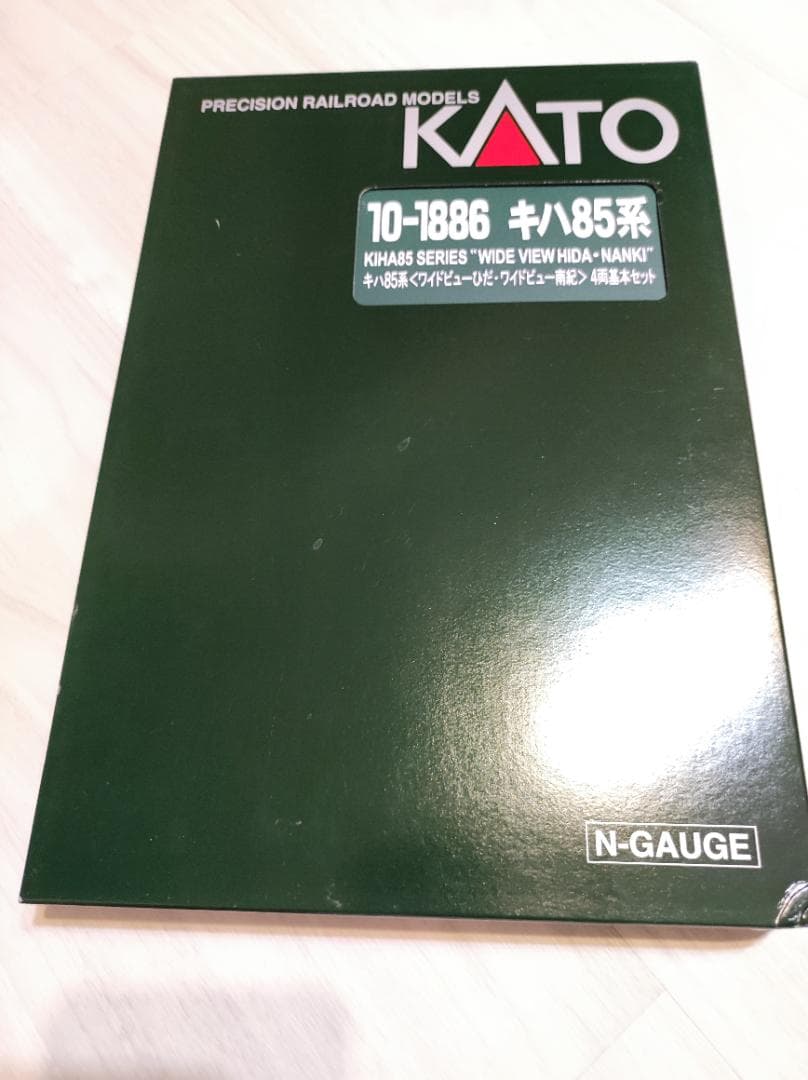 PRECISION RAILROAD MODELS
KATO
10-1886 キハ85系
KIHA85 SERIES "WIDE VIEW HIDA・NANKI"
キハ85系<ワイドビューひだ・ワイドビュー南紀> 4両基本セット
N-GAUGE